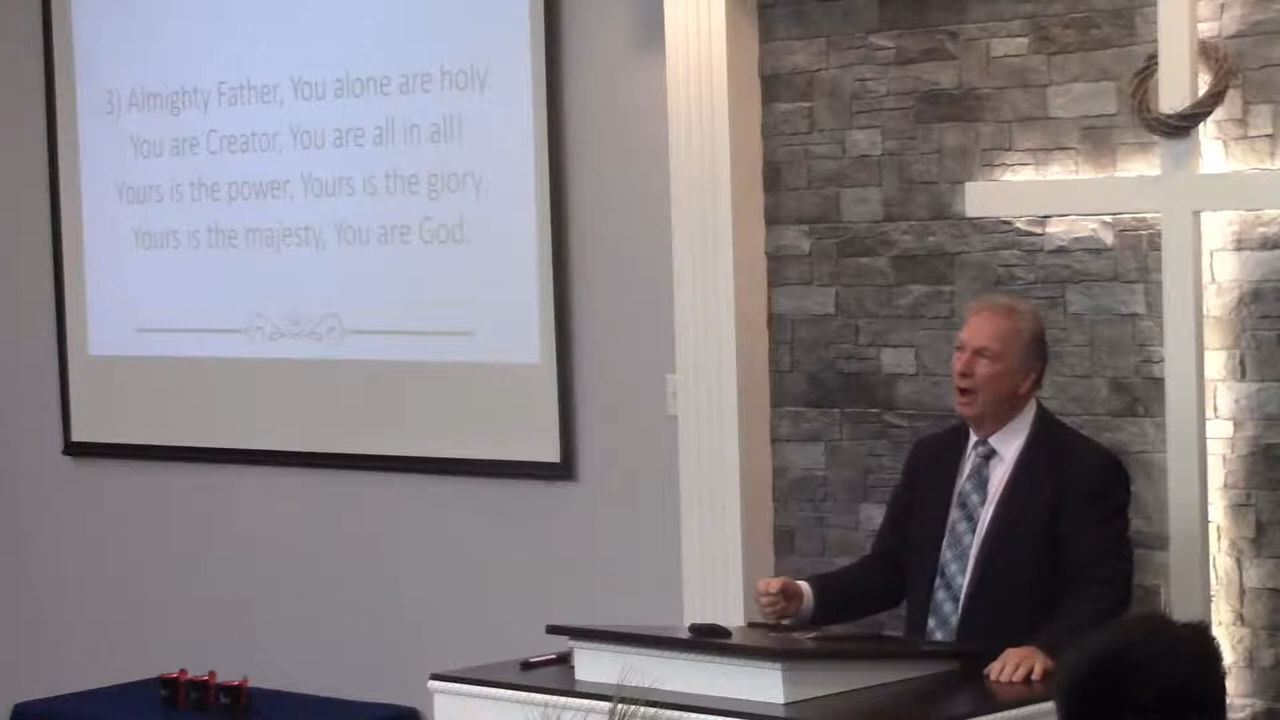 3) Almighty Father, You alone are holy.
You are Creator, You are all in all!
Yours is the power, Yours is the glory.
Yours is the majesty, You are God.